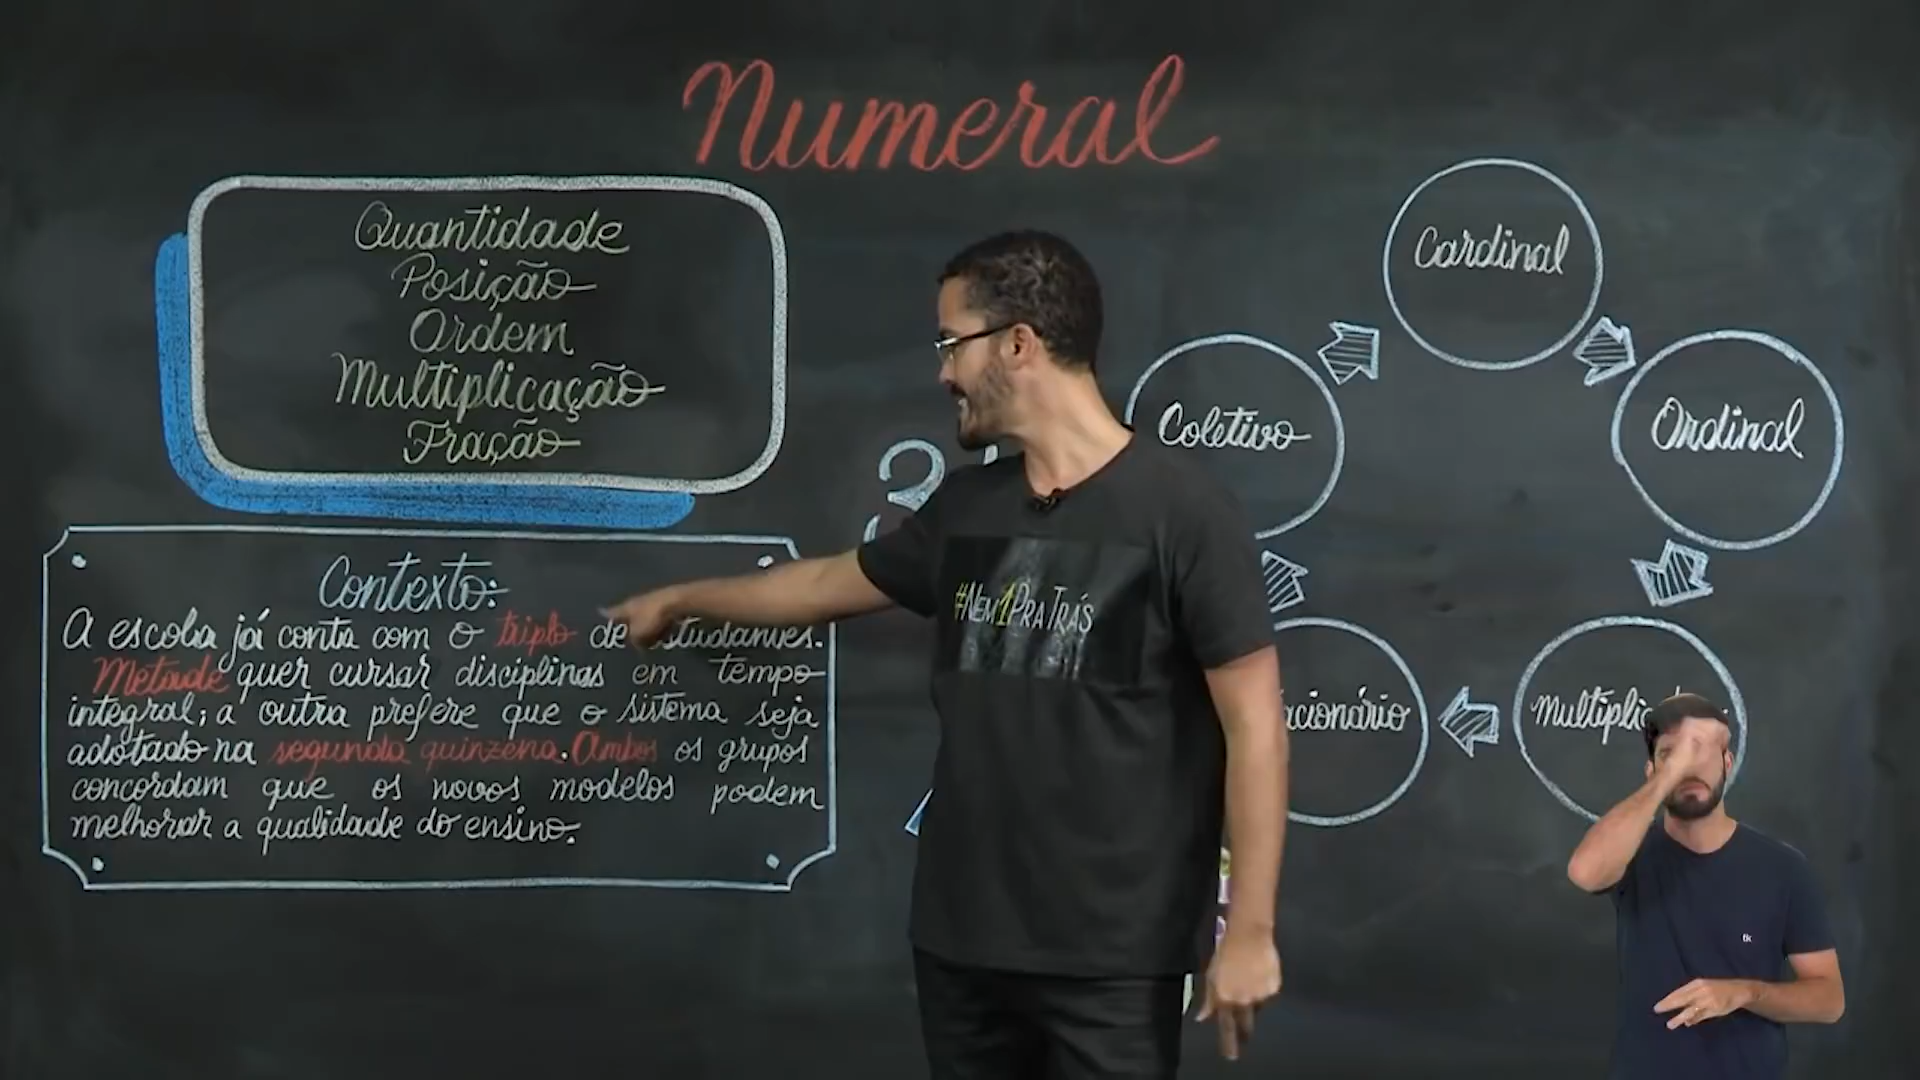 Numeral
Quantidade
Posição
Ordem
Multiplicação
Fração
Contexto:
A escola já conta com o triplo de estudantes.
Metade quer cursar disciplinas em tempo
integral; a outra prefere que o sistema seja
adotado na segunda quinzena. Ambos os grupos
concordam que os novos modelos podem
melhorar a qualidade do ensino.
Cardinal
Ordinal
Coletivo
#NEM1PRATRÁS